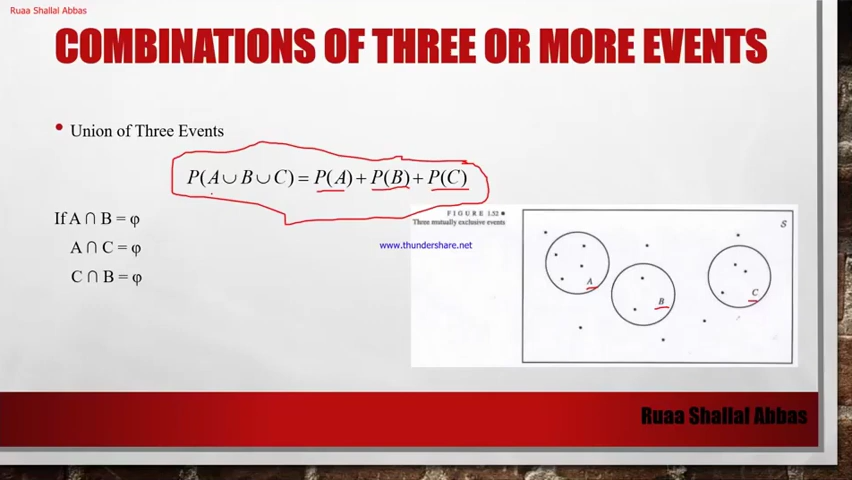 Ruaa Shallal Abbas
COMBINATIONS OF THREE OR MORE EVENTS
• Union of Three Events
P(A ∪ B ∪ C) = P(A) + P(B) + P(C)
If A ∩ B = φ
A ∩ C = φ
C ∩ B = φ
FIGURE 1.52 •
Three mutually exclusive events
www.thundershare.net
S
A
B
C
Ruaa Shallal Abbas